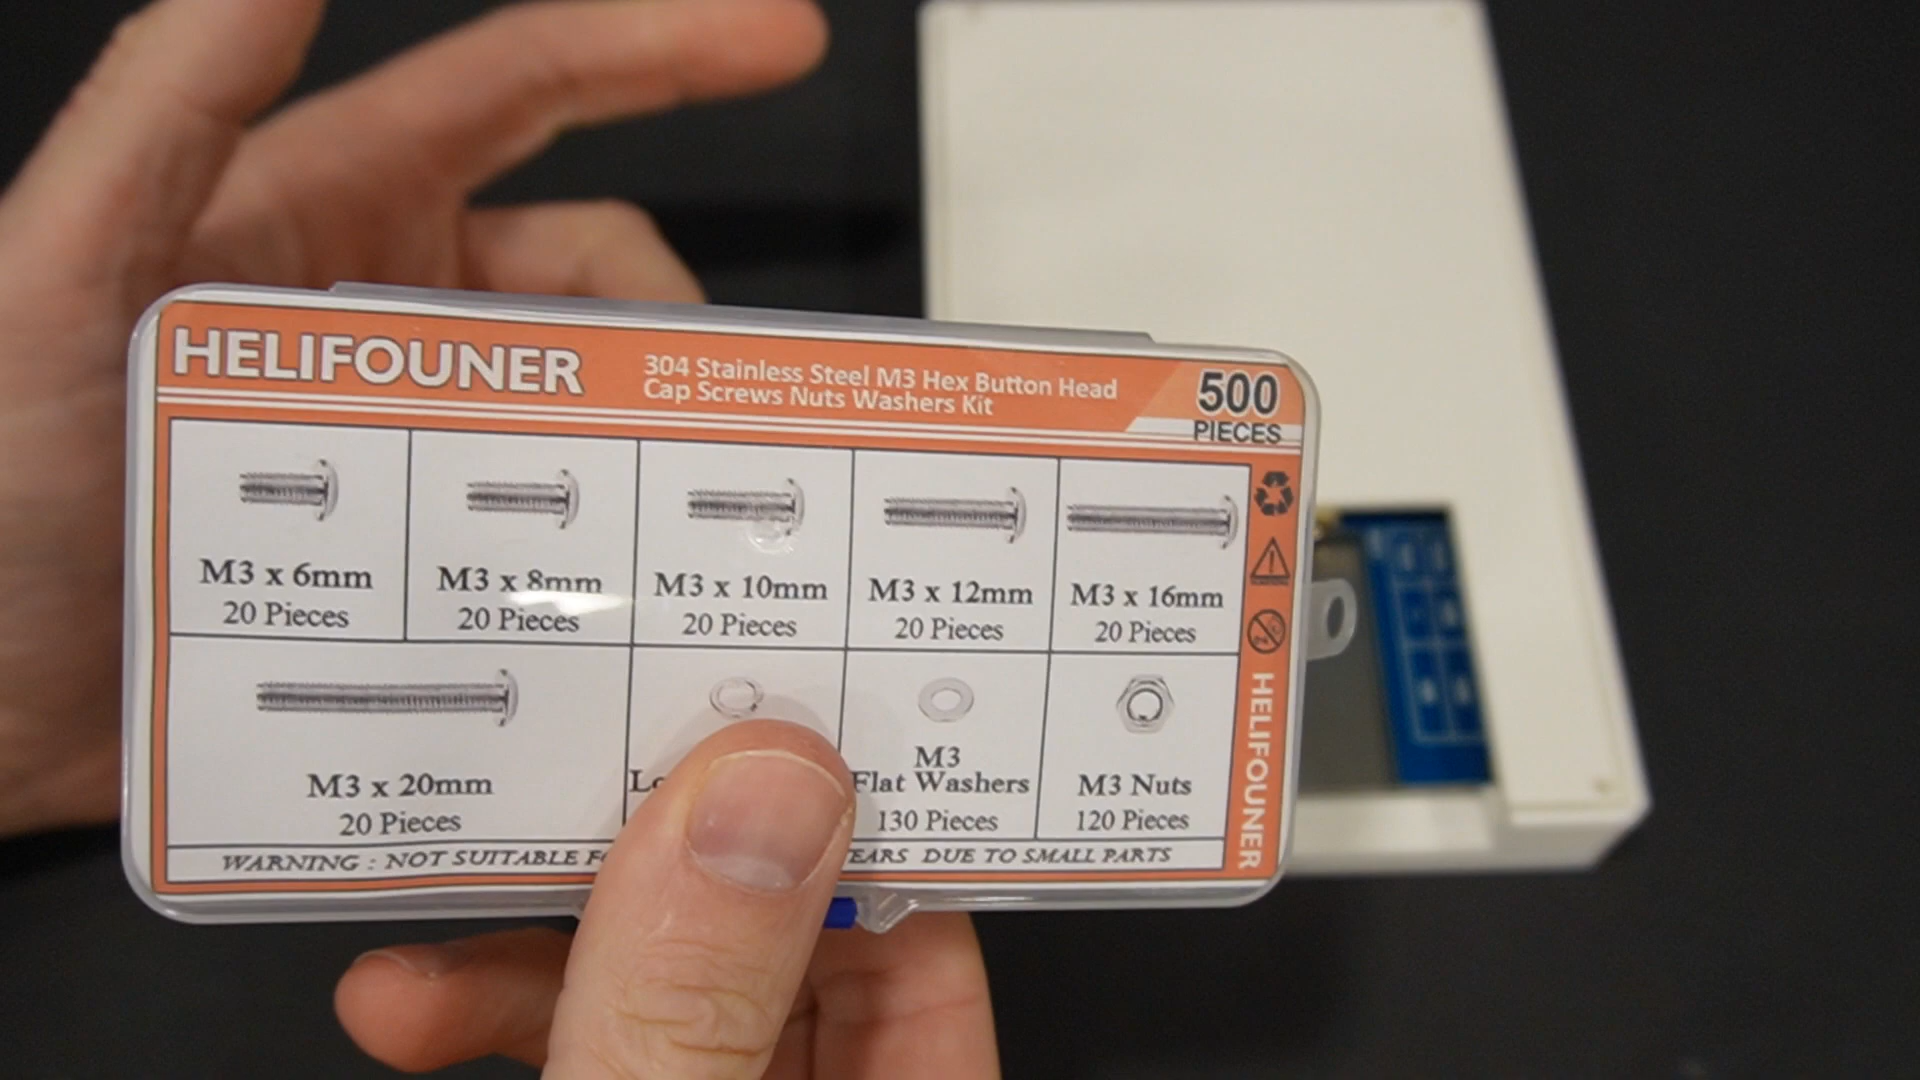 HELIFOUNER
304 Stainless Steel M3 Hex Button Head
Cap Screws Nuts Washers Kit
500
PIECES
M3 x 6mm
20 Pieces
M3 x 8mm
20 Pieces
M3 x 10mm
20 Pieces
M3 x 12mm
20 Pieces
M3 x 16mm
20 Pieces
M3 x 20mm
20 Pieces
M3
Flat Washers
130 Pieces
M3 Nuts
120 Pieces
WARNING : NOT SUITABLE
DUE TO SMALL PARTS
HELIFOUNER